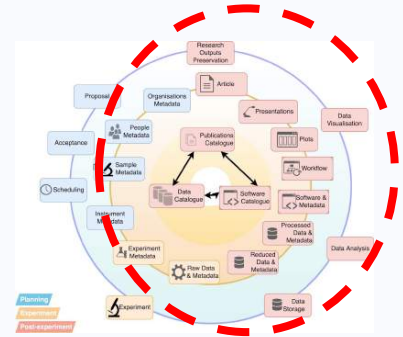 Research
Outputs
Preservation
Proposal
Organisations
Metadata
Article
Presentations
Data
Visualisation
People
Metadata
Publications
Catalogue
Plots
Acceptance
Sample
Metadata
Workflow
Scheduling
Data
Catalogue
Software
Catalogue
Software
& Metadata
Instrument
Metadata
Processed
Data &
Metadata
Experiment
Metadata
Raw Data
& Metadata
Reduced
Data &
Metadata
Data Analysis
Experiment
Data
Storage
Planning
Experiment
Post-experiment